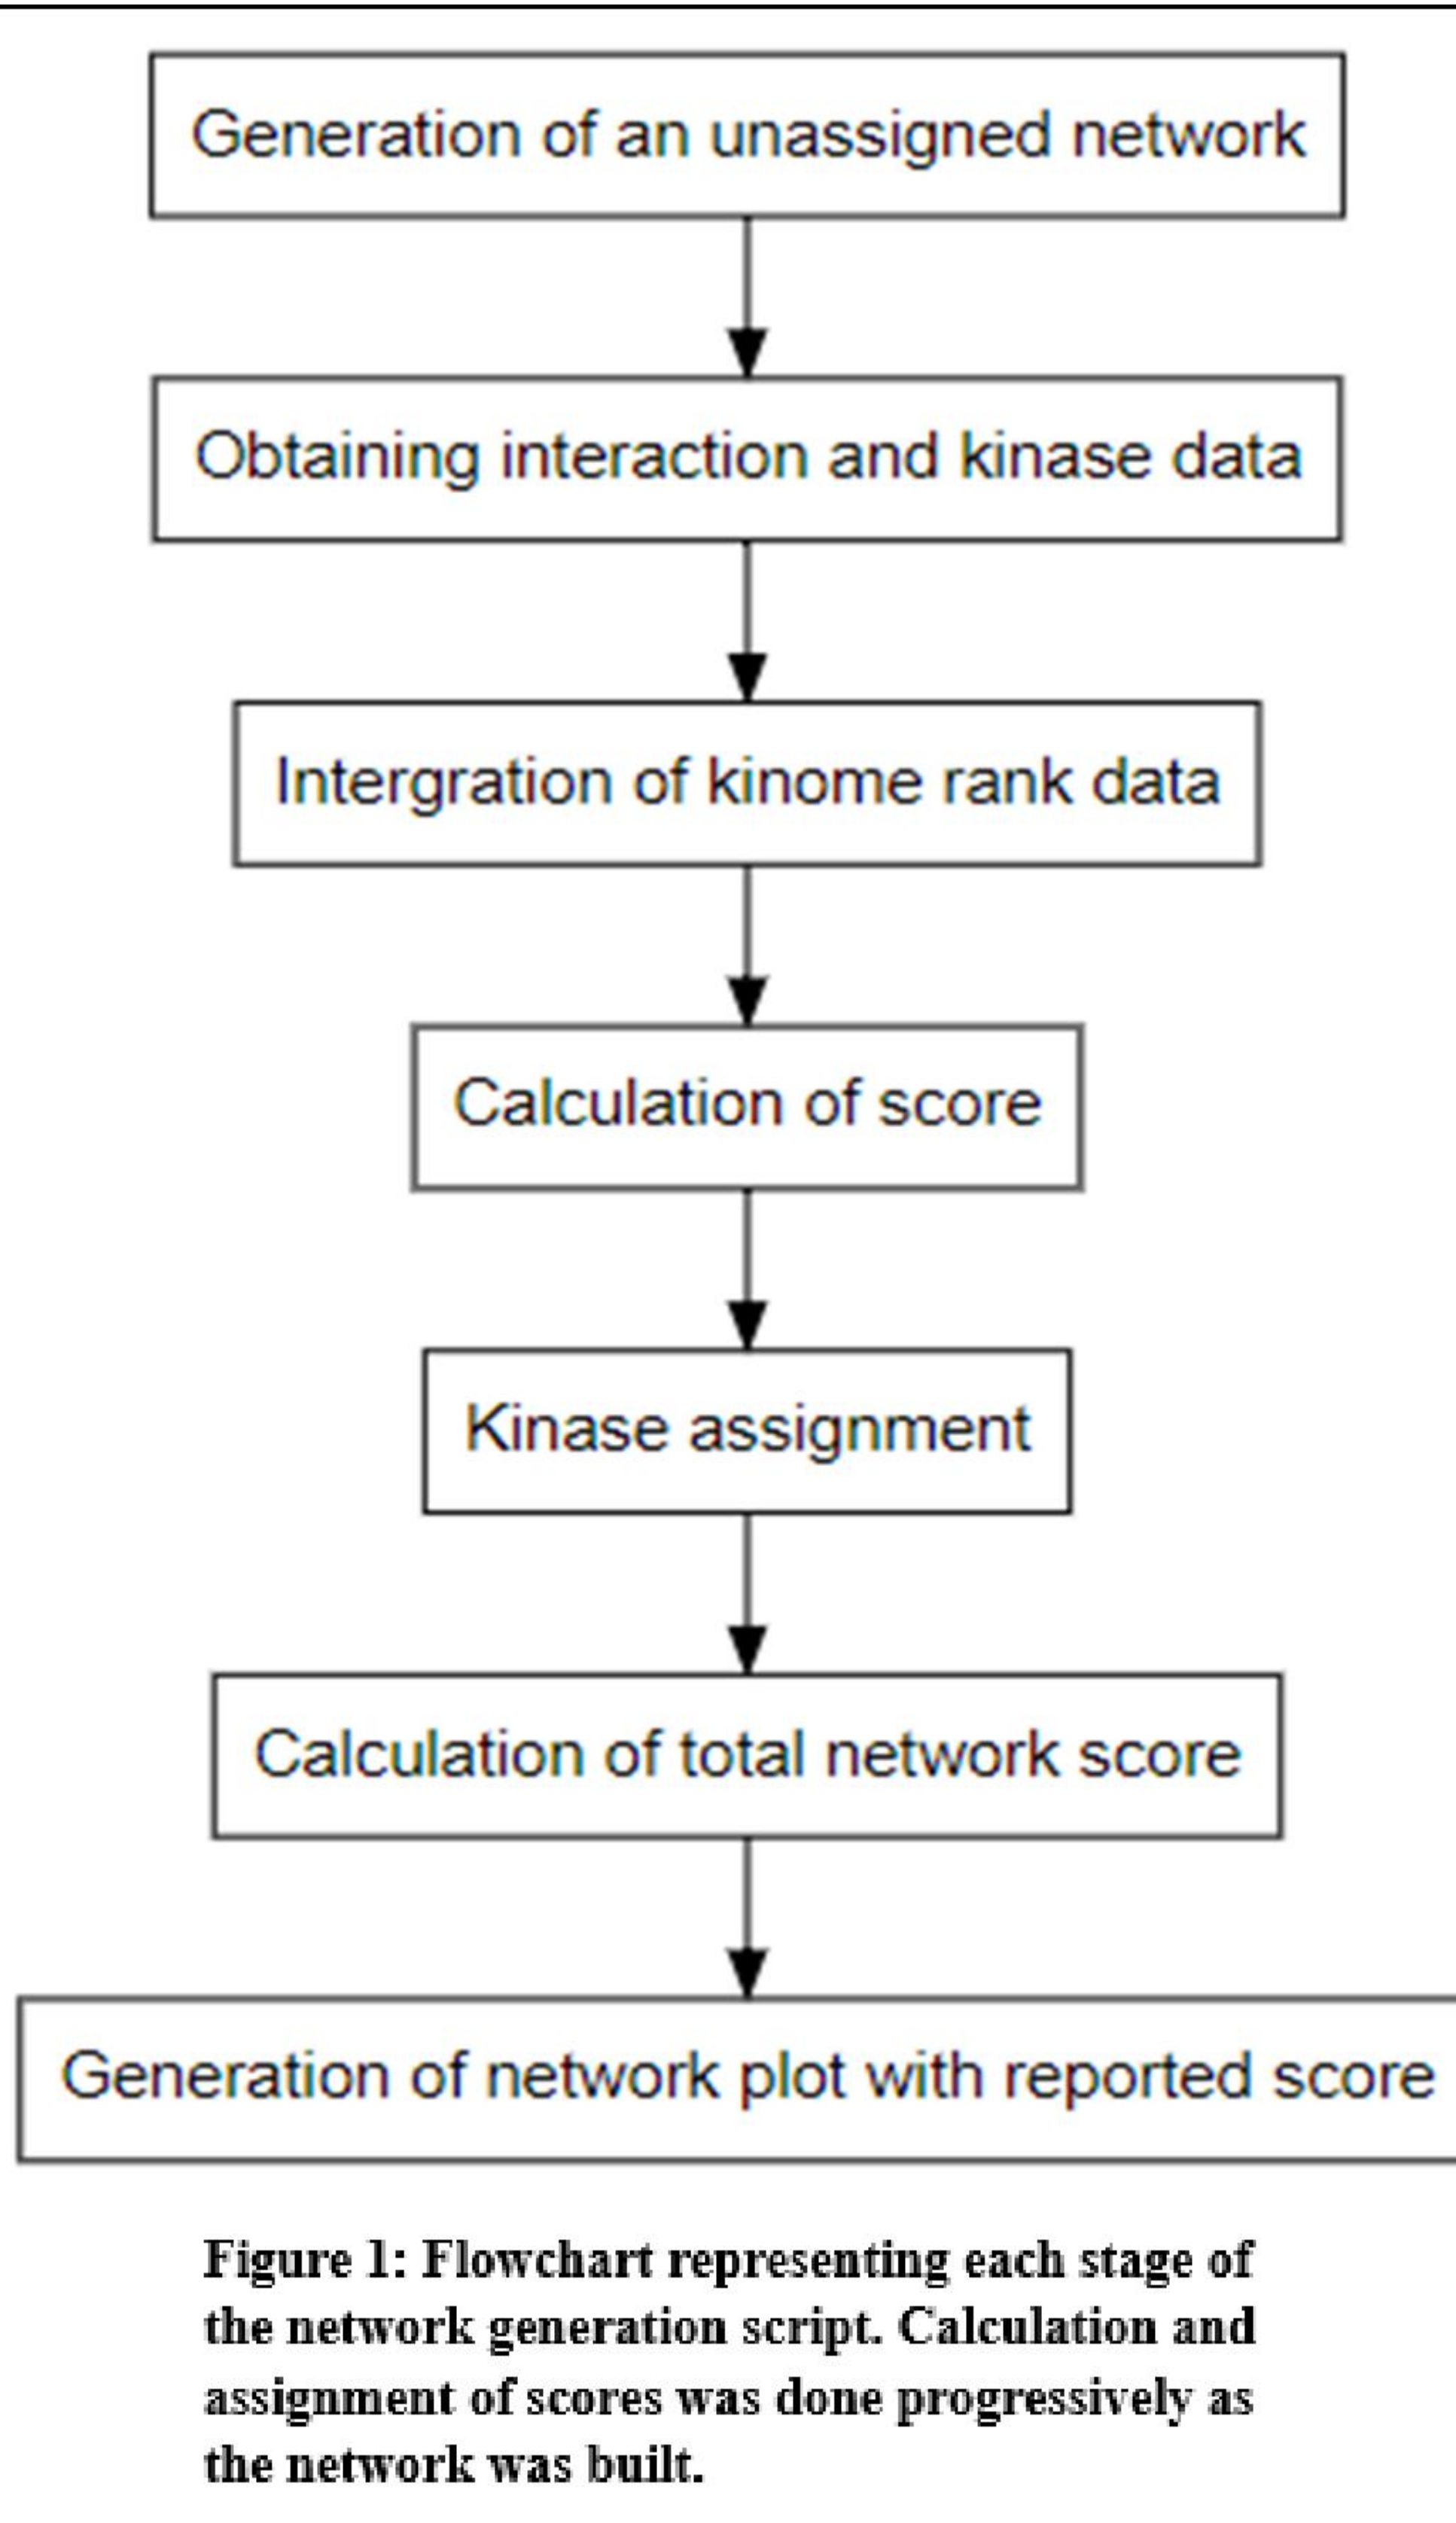 Generation of an unassigned network
Obtaining interaction and kinase data
Intergration of kinome rank data
Calculation of score
Kinase assignment
Calculation of total network score
Generation of network plot with reported score
Figure 1: Flowchart representing each stage of
the network generation script. Calculation and
assignment of scores was done progressively as
the network was built.